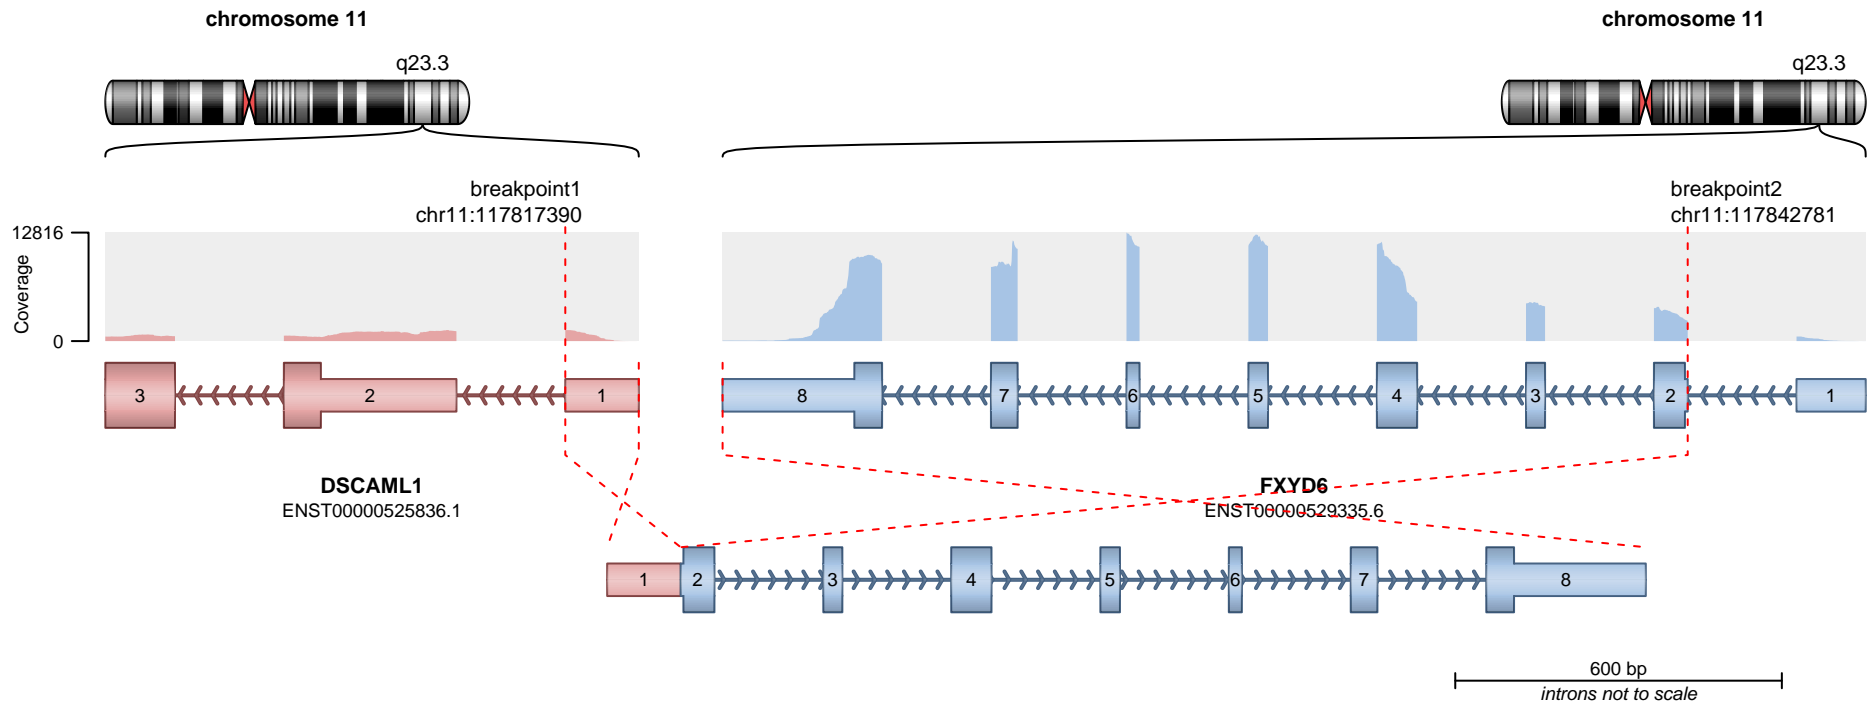 chromosome 11
chromosome 11
q23.3
q23.3
breakpoint1
chr11:117817390
breakpoint2
chr11:117842781
12816
0
Coverage
3
2
1
8
7
6
5
4
3
2
1
DSCAML1
ENST00000525836.1
FXYD6
ENST00000529335.6
1
2
3
4
5
6
7
8
600 bp
introns not to scale